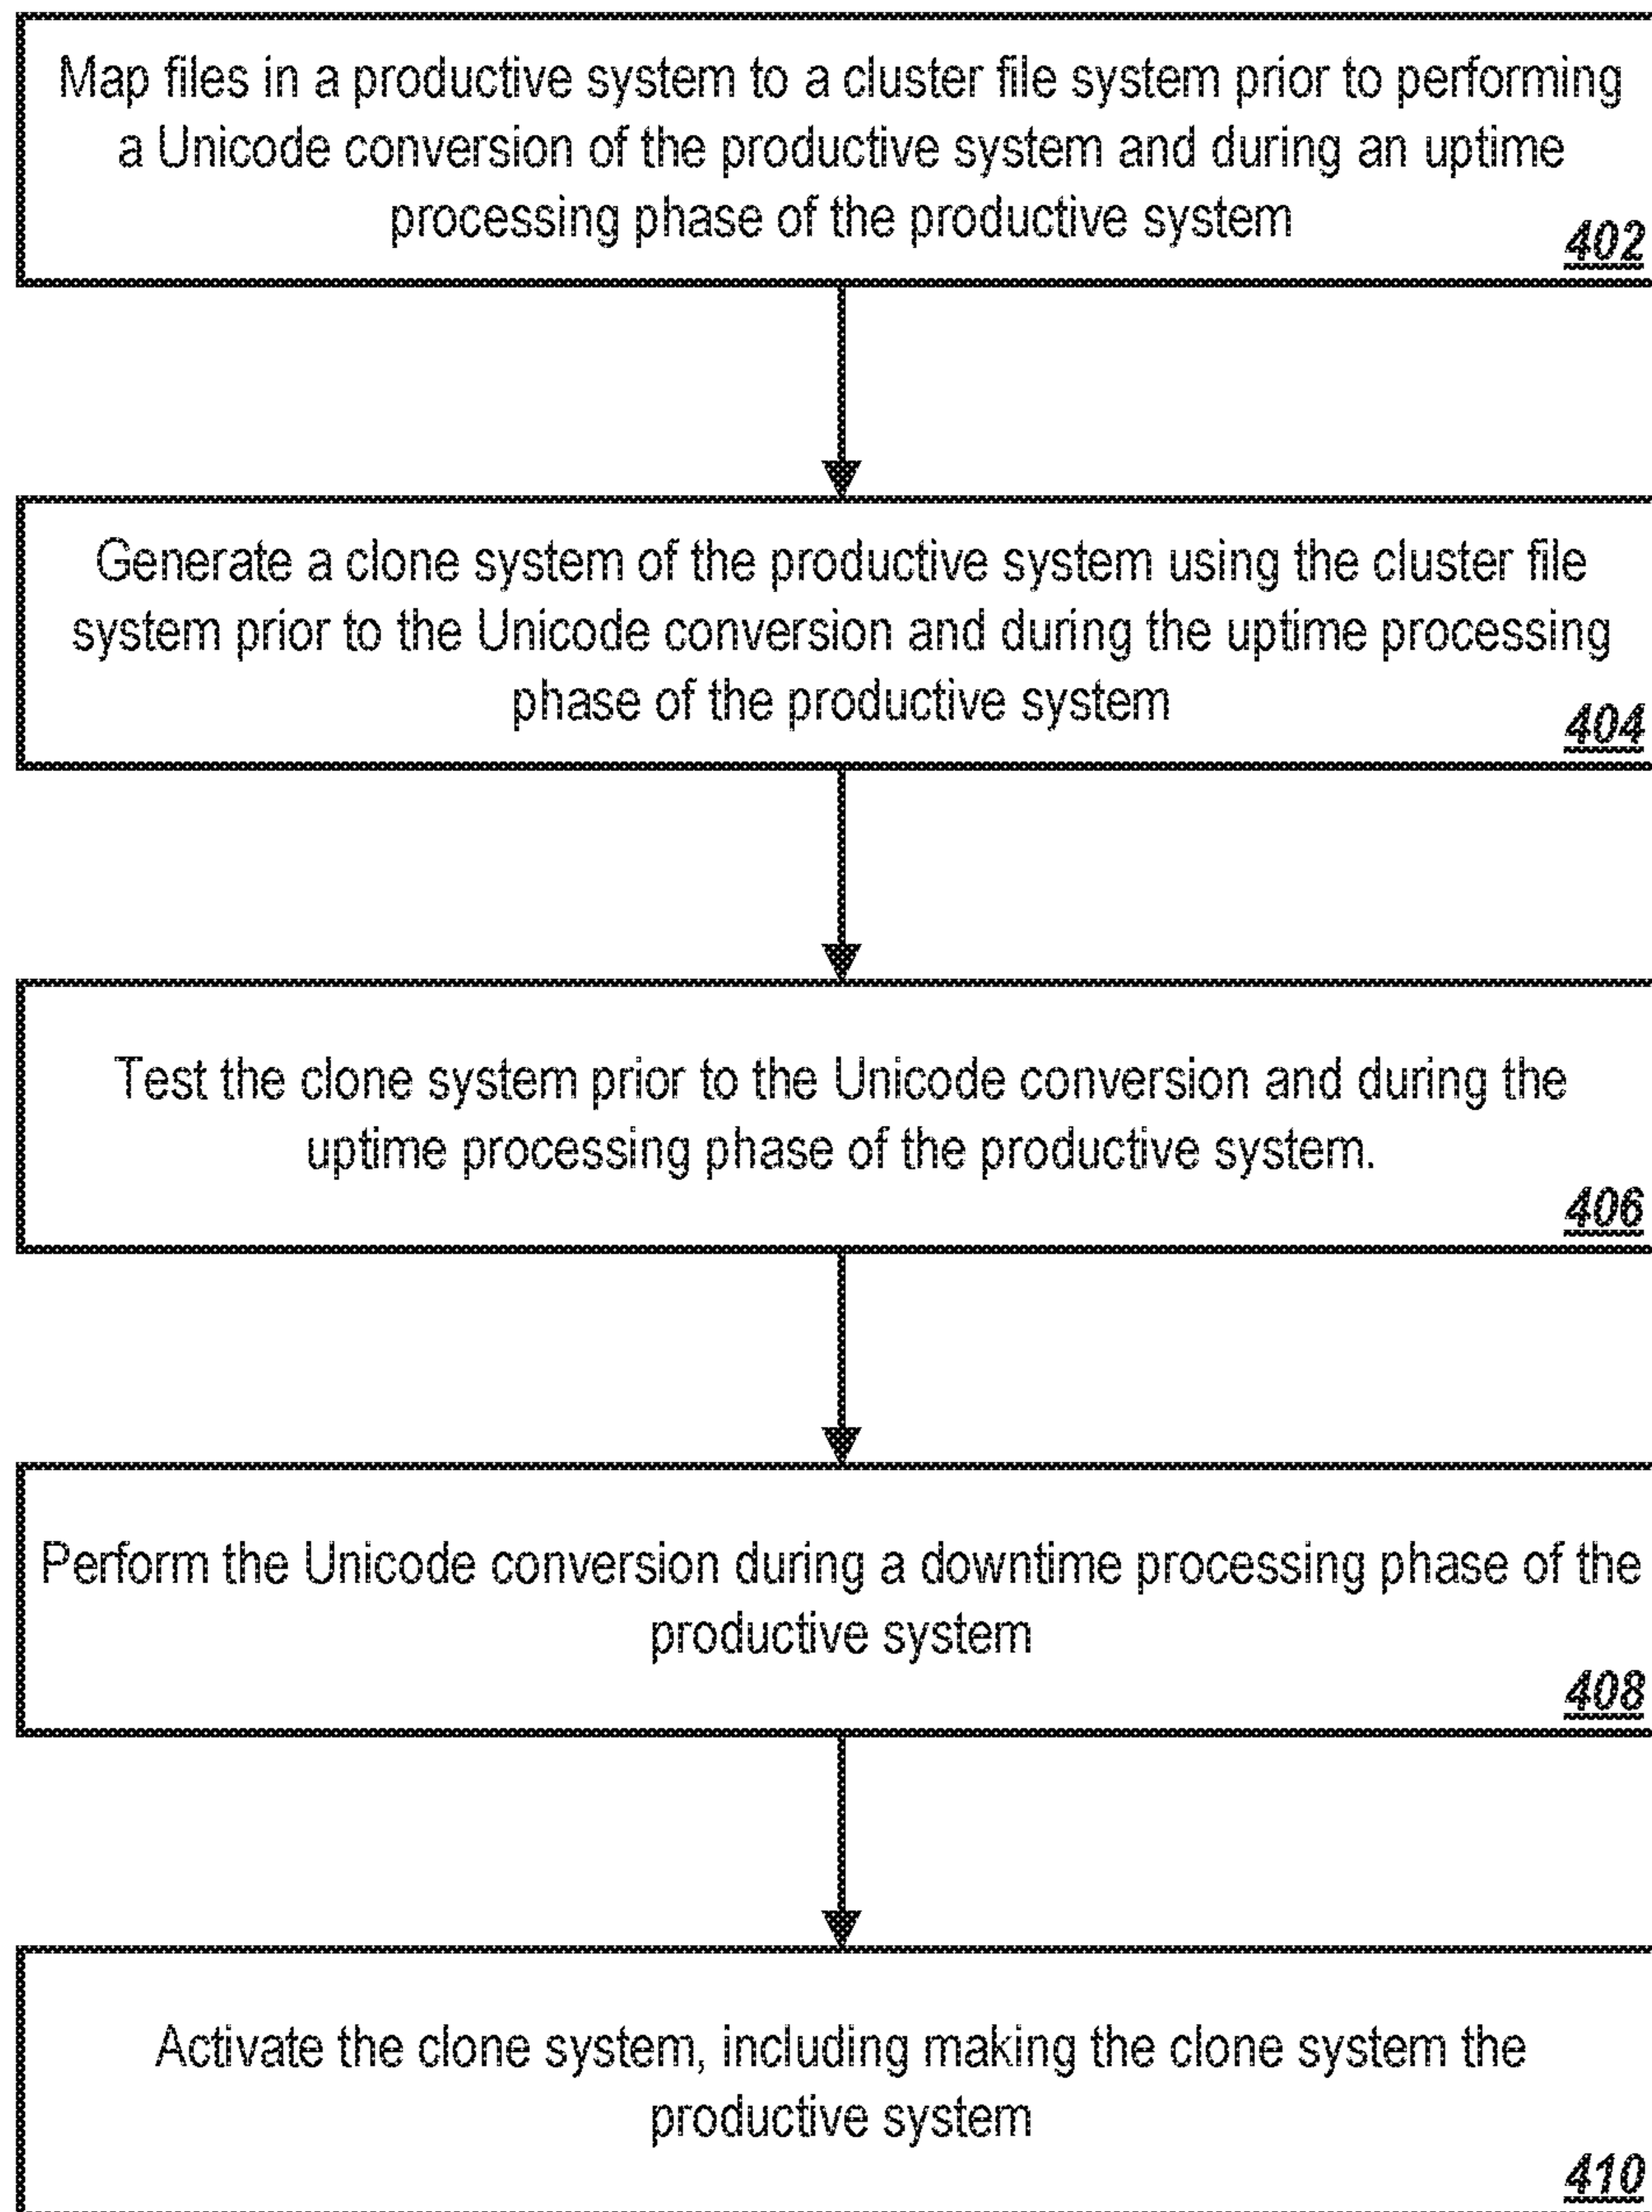 Map files in a productive system to a cluster file system prior to performing
a Unicode conversion of the productive system and during an uptime
processing phase of the productive system
402
Generate a clone system of the productive system using the cluster file
system prior to the Unicode conversion and during the uptime processing
phase of the productive system
404
Test the clone system prior to the Unicode conversion and during the
uptime processing phase of the productive system.
406
Perform the Unicode conversion during a downtime processing phase of the
productive system
408
Activate the clone system, including making the clone system the
productive system
410